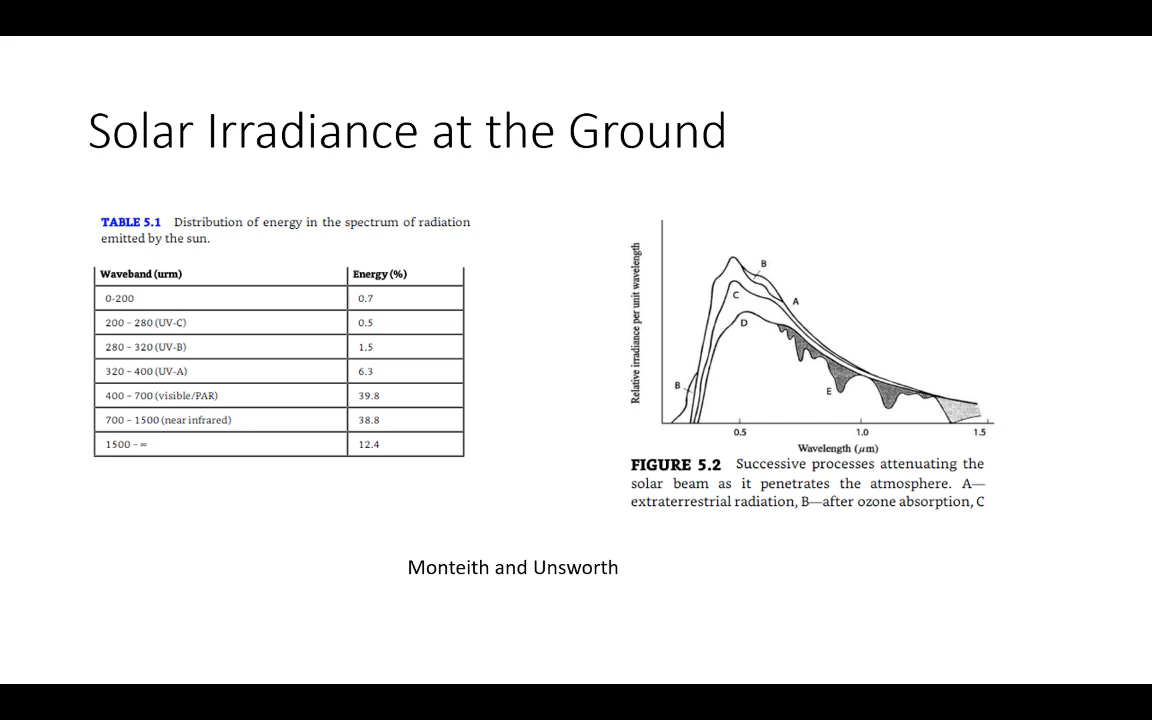 Solar Irradiance at the Ground
TABLE 5.1 Distribution of energy in the spectrum of radiation
emitted by the sun.
Waveband (urm) Energy (%)
0-200 0.7
200 – 280 (UV-C) 0.5
280 – 320 (UV-B) 1.5
320 – 400 (UV-A) 6.3
400 – 700 (visible/PAR) 39.8
700 – 1500 (near infrared) 38.8
1500 – ∞ 12.4
Relative irradiance per unit wavelength
B
A
C
D
B
E
0.5 1.0 1.5
Wavelength (μm)
FIGURE 5.2 Successive processes attenuating the
solar beam as it penetrates the atmosphere. A—
extraterrestrial radiation, B—after ozone absorption, C
Monteith and Unsworth